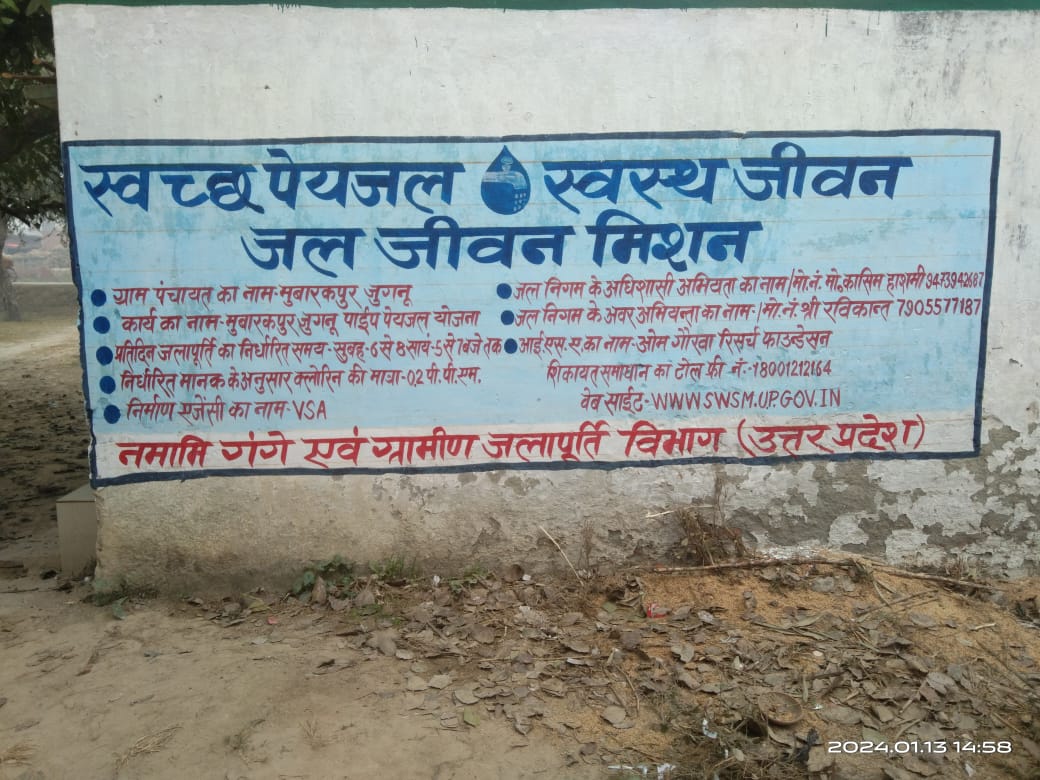 स्वच्छ पेयजल स्वस्थ जीवन
जल जीवन मिशन
ग्राम पंचायत का नाम-मुबारकपुर जुगनू
कार्य का नाम-मुबारकपुर जुगनू पाईप पेयजल योजना
प्रतिदिन जलापूर्ति का निर्धारित समय- सुबह-6 से 8 सायं-5 से 7 बजे तक
निर्धारित मानक के अनुसार क्लोरिन की मात्रा-02 पी.पी.एम.
निर्माण एजेंसी का नाम-VSA
जल निगम के अधिशासी अभियंता का नाम/मो.नं. मो. कासिम हाशमी 9473942687
जल निगम के अवर अभियन्ता का नाम-/मो.नं. श्री रविकान्त 7905577187
आई.एस.ए. का नाम- ओम गौरवा रिसर्च फाउन्डेसन
शिकायत समाधान का टोल फ्री नं.-18001212164
वेब साईट-WWW.SWSM.UP.GOV.IN
नमामि गंगे एवं ग्रामीण जलापूर्ति विभाग (उत्तर प्रदेश)
2024.01.13 14:58